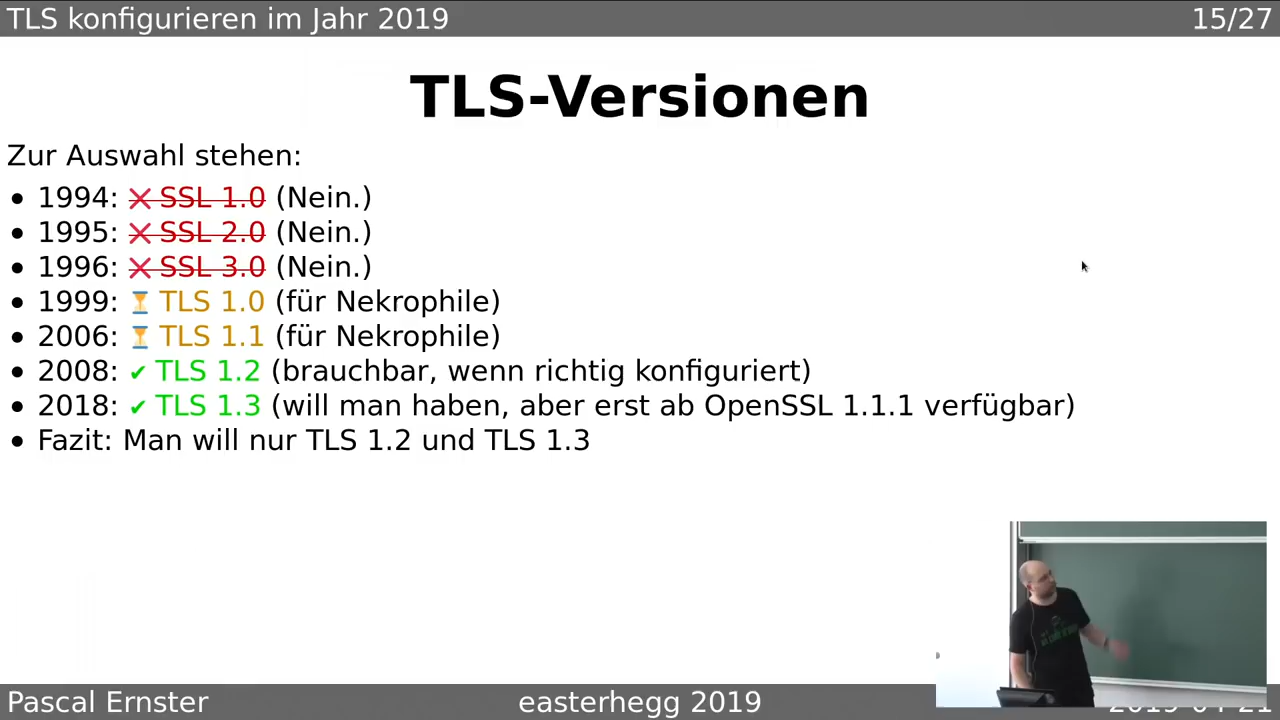 TLS konfigurieren im Jahr 2019
15/27
TLS-Versionen
Zur Auswahl stehen:
• 1994: ❌ SSL 1.0 (Nein.)
• 1995: ❌ SSL 2.0 (Nein.)
• 1996: ❌ SSL 3.0 (Nein.)
• 1999: ⏳ TLS 1.0 (für Nekrophile)
• 2006: ⏳ TLS 1.1 (für Nekrophile)
• 2008: ✔ TLS 1.2 (brauchbar, wenn richtig konfiguriert)
• 2018: ✔ TLS 1.3 (will man haben, aber erst ab OpenSSL 1.1.1 verfügbar)
• Fazit: Man will nur TLS 1.2 und TLS 1.3
Pascal Ernster
easterhegg 2019